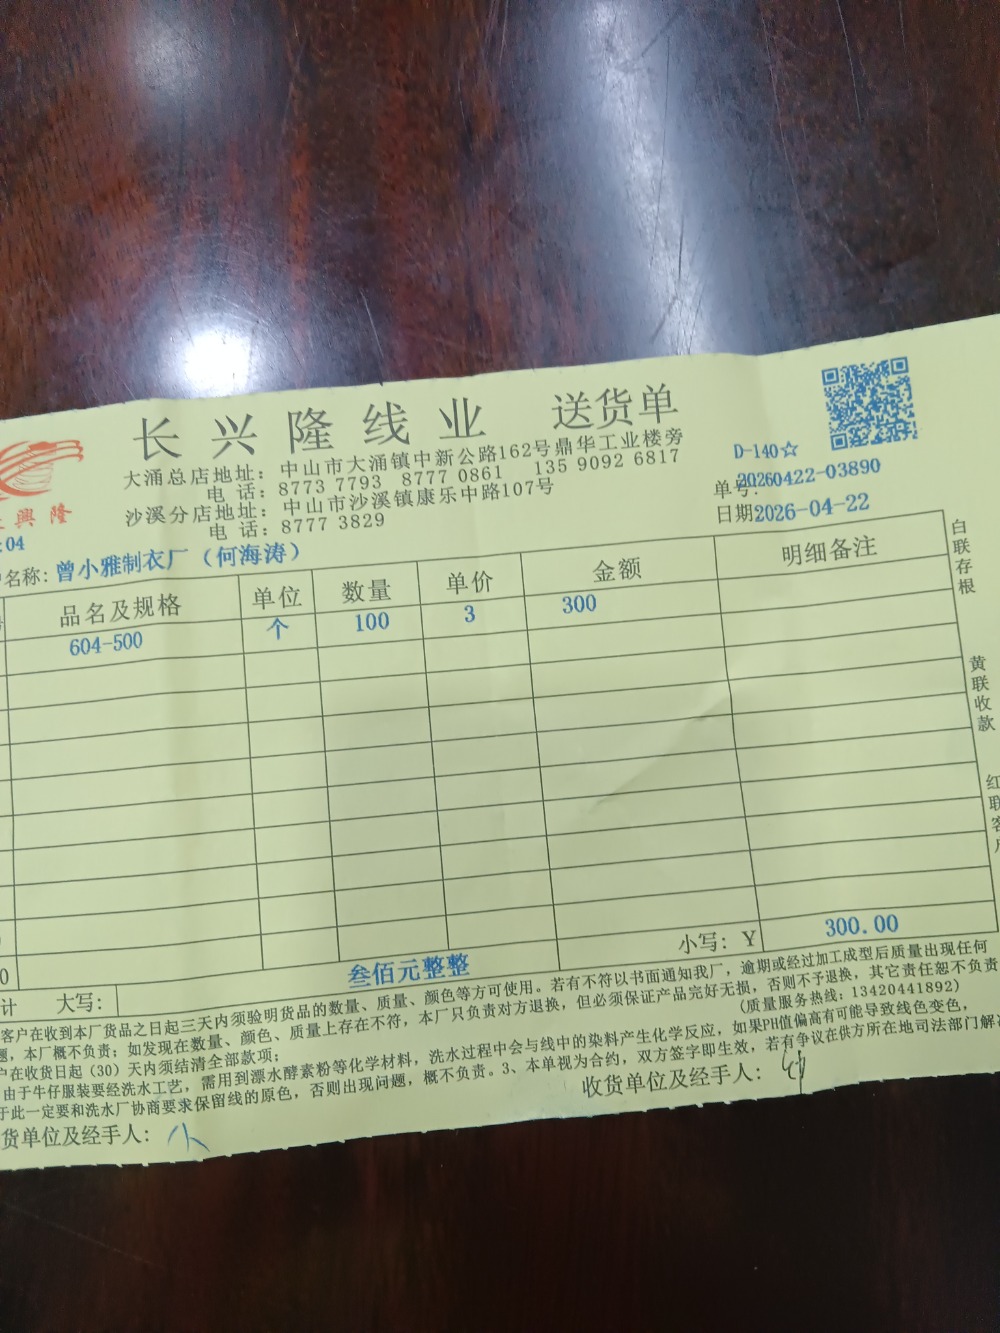 长兴隆线业 送货单
大涌总店地址：中山市大涌镇中新公路162号鼎华工业楼旁
电 话：8773 7793 8777 0861 135 9092 6817
沙溪分店地址：中山市沙溪镇康乐中路107号
电 话：8777 3829
興隆
D-140☆
单号:20260422-03890
日期2026-04-22
:04
名称: 曾小雅制衣厂（何海涛）
品名及规格 单位 数量 单价 金额 明细备注
604-500 个 100 3 300
计 大写： 叁佰元整整 小写：Y 300.00
客户在收到本厂货品之日起三天内须验明货品的数量、质量、颜色等方可使用。若有不符以书面通知我厂，逾期或经过加工成型后质量出现任何
题，本厂概不负责；如发现在数量、颜色、质量上存在不符，本厂只负责对方退换，但必须保证产品完好无损，否则不予退换，其它责任恕不负责
户在收货日起（30）天内须结清全部款项； （质量服务热线：13420441892）
由于牛仔服装要经洗水工艺，需用到漂水酵素粉等化学材料，洗水过程中会与线中的染料产生化学反应，如果PH值偏高有可能导致线色变色，
于此一定要和洗水厂协商要求保留线的原色，否则出现问题，概不负责。3、本单视为合约，双方签字即生效，若有争议在供方所在地司法部门解决
货单位及经手人：小 收货单位及经手人：
白联存根
黄联收款
红联客户